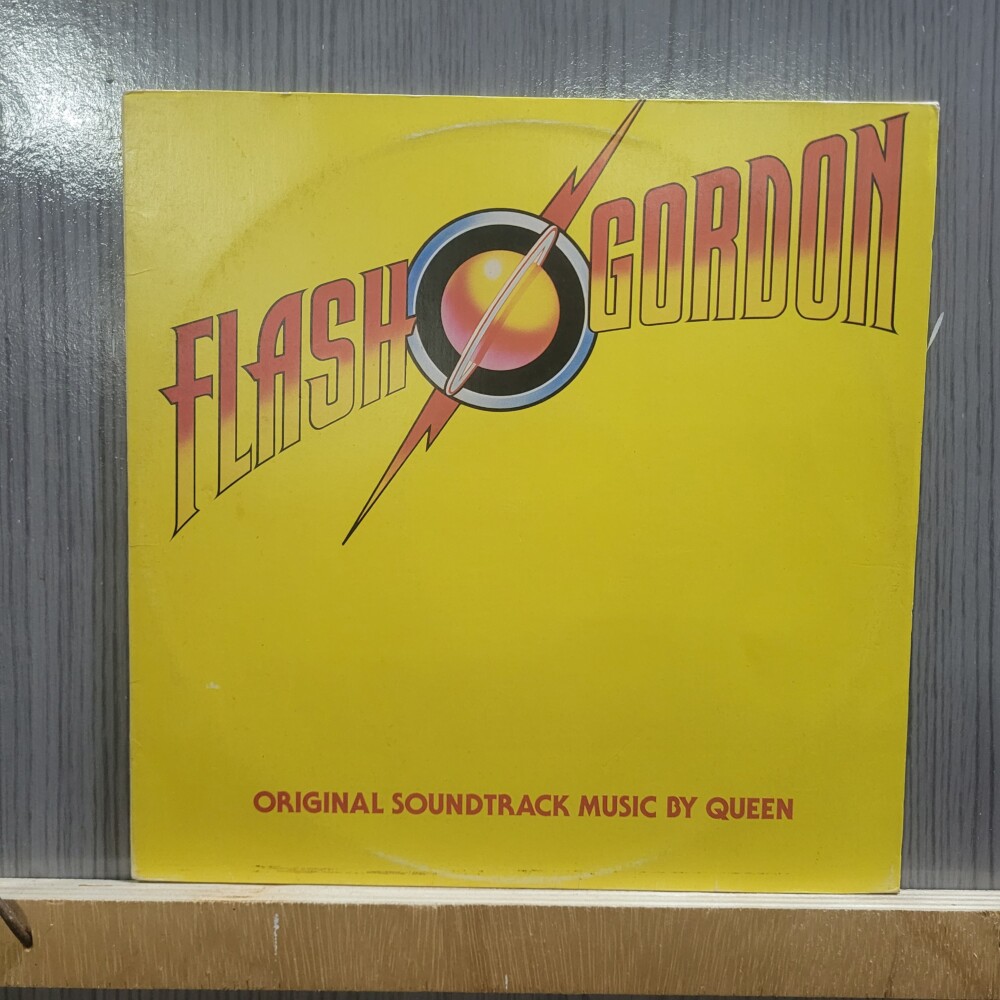 FLASH GORDON
ORIGINAL SOUNDTRACK MUSIC BY QUEEN